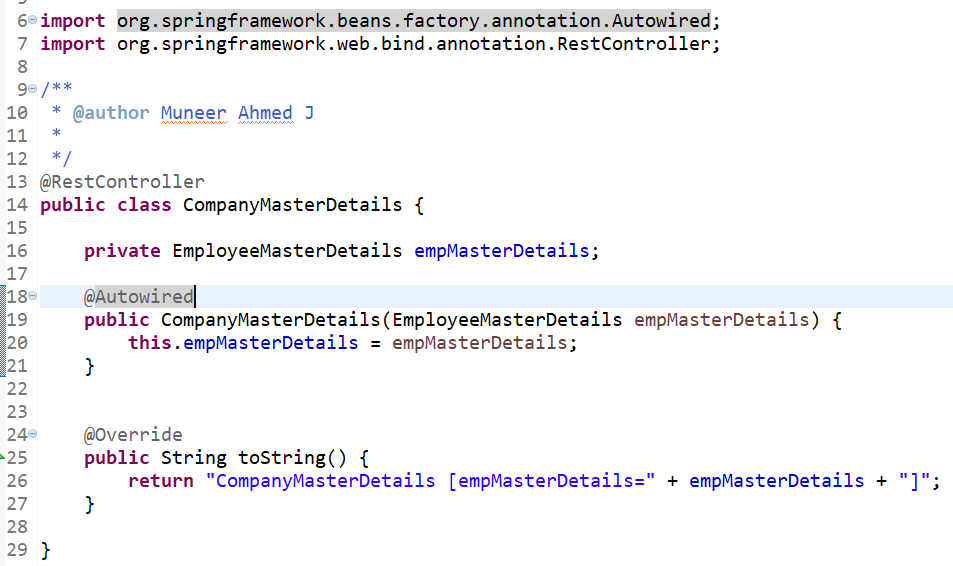 6 import org.springframework.beans.factory.annotation.Autowired;
7 import org.springframework.web.bind.annotation.RestController;
8
9 /**
10  * @author Muneer Ahmed J
11  *
12  */
13 @RestController
14 public class CompanyMasterDetails {
15
16     private EmployeeMasterDetails empMasterDetails;
17
18     @Autowired
19     public CompanyMasterDetails(EmployeeMasterDetails empMasterDetails) {
20         this.empMasterDetails = empMasterDetails;
21     }
22
23
24     @Override
25     public String toString() {
26         return "CompanyMasterDetails [empMasterDetails=" + empMasterDetails + "]";
27     }
28
29 }